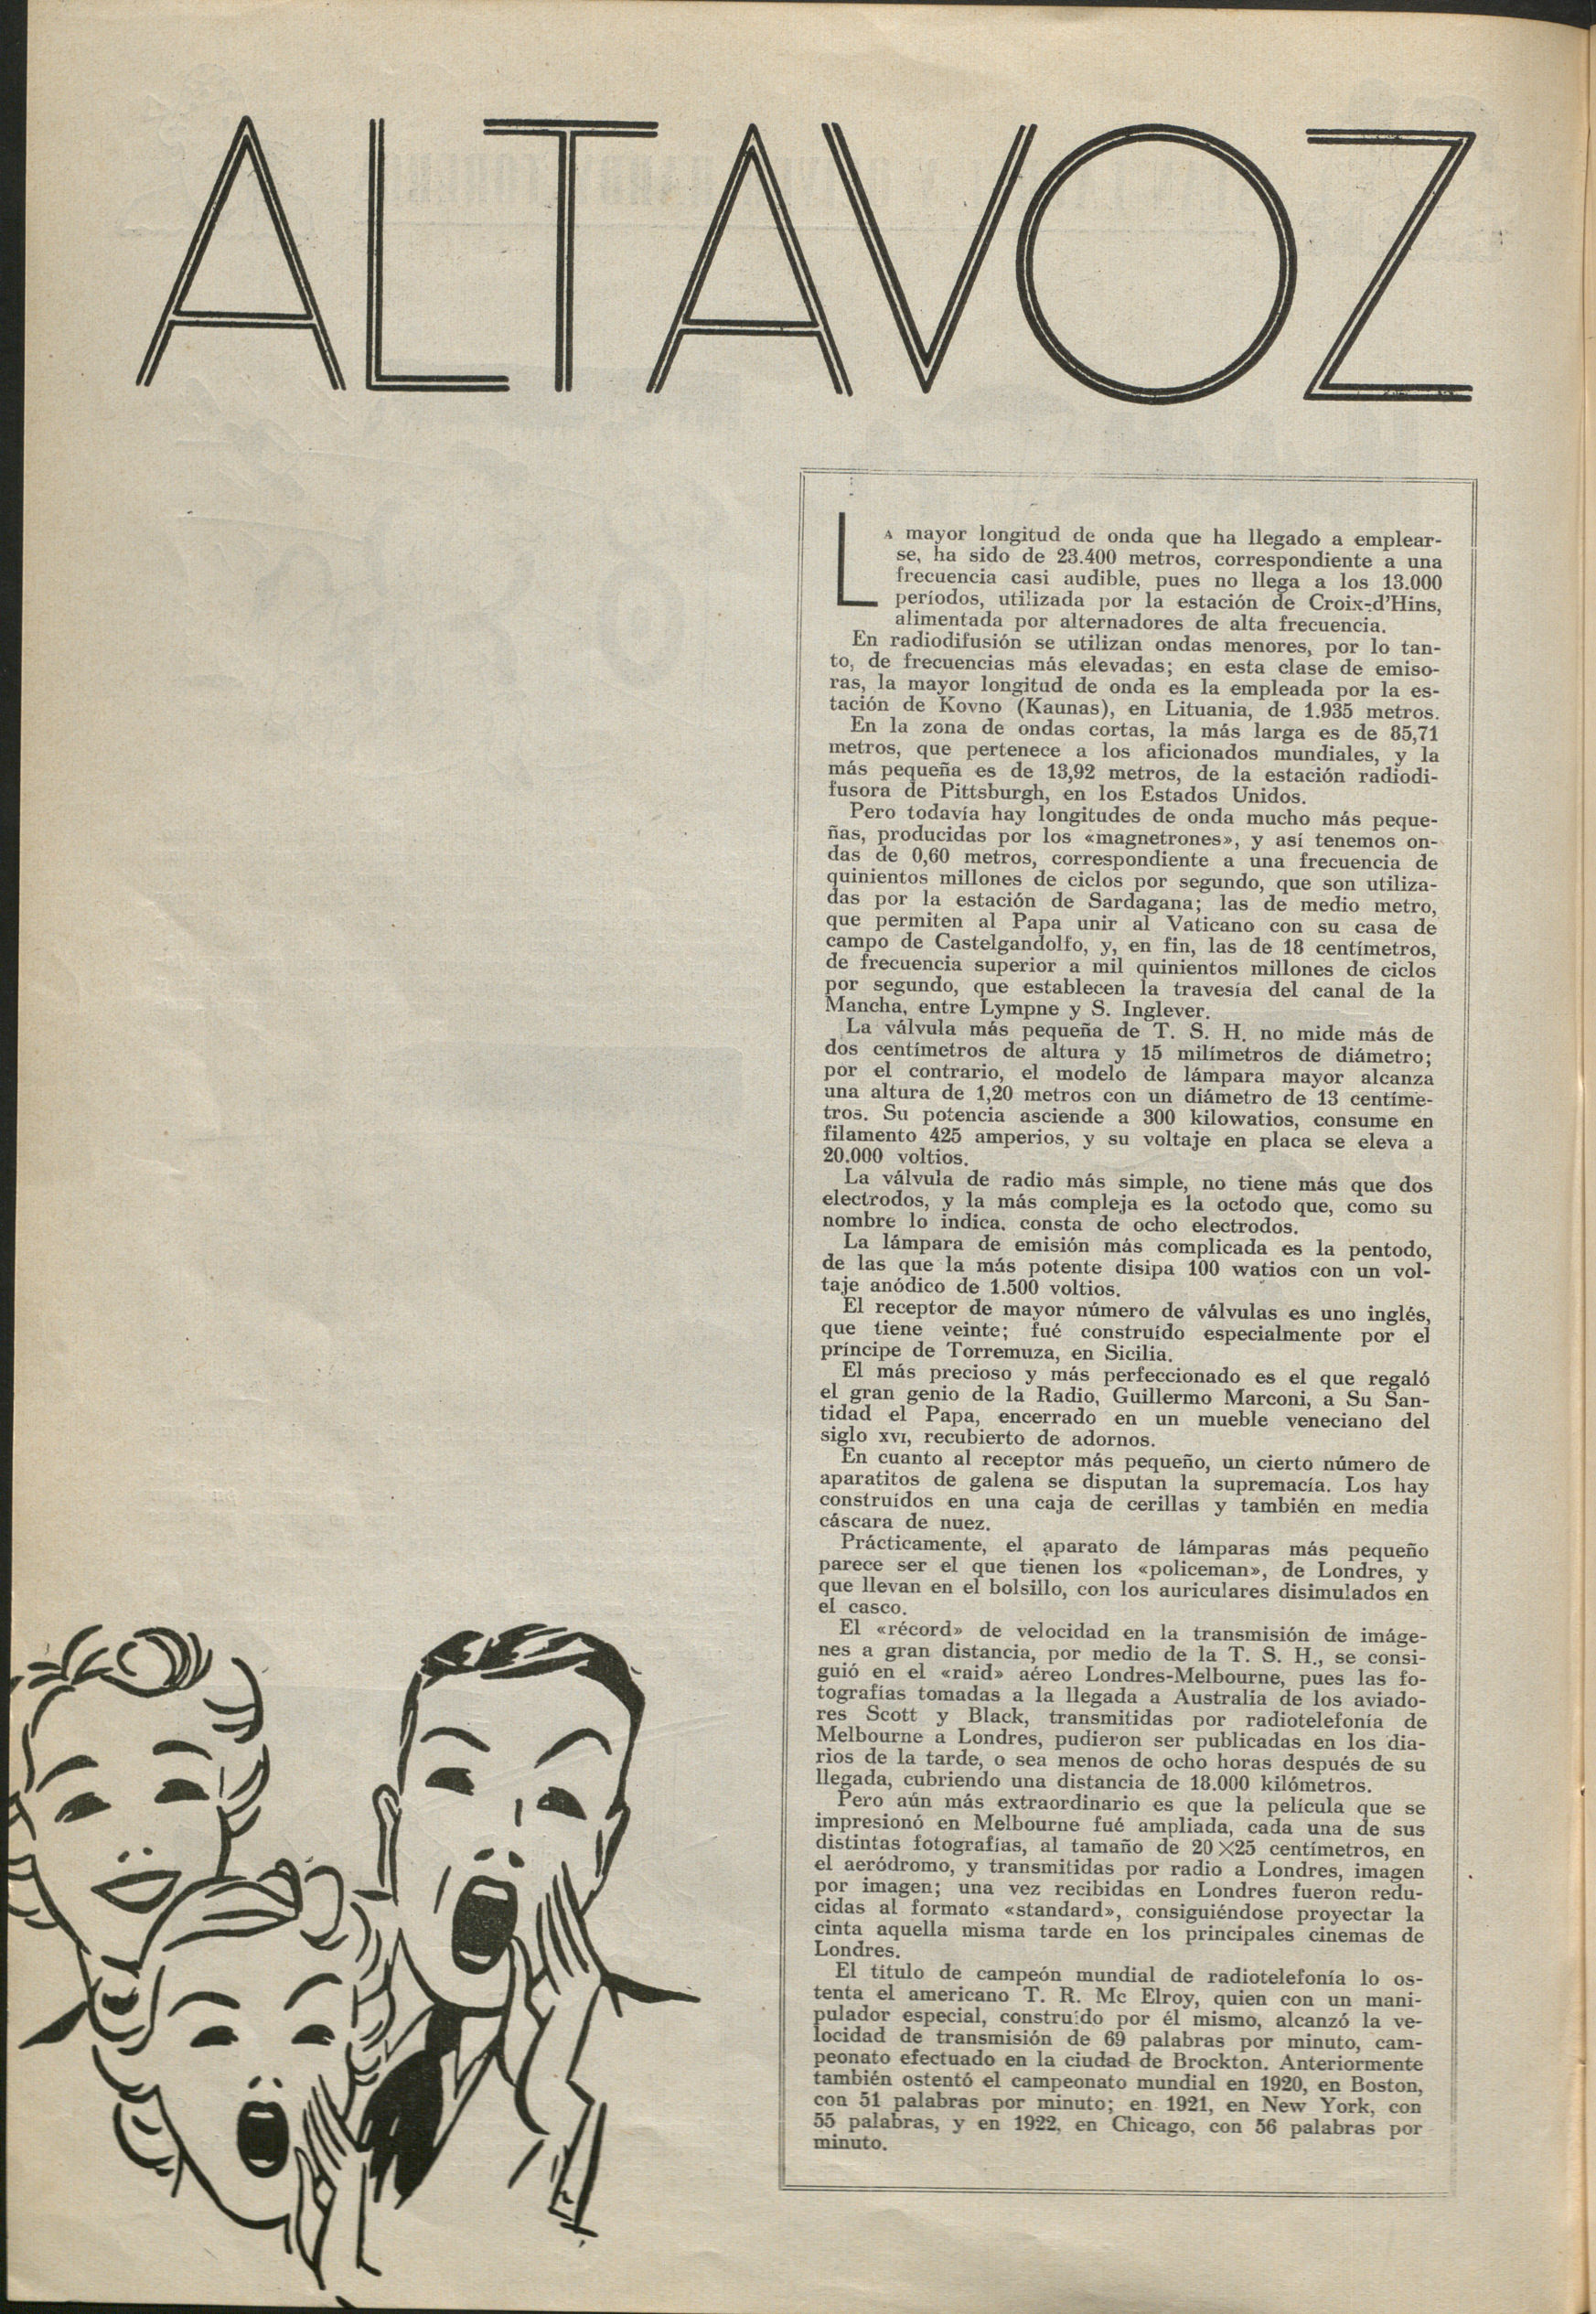 ALTAVOZ
LA mayor longitud de onda que ha llegado a emplear-
se, ha sido de 23.400 metros, correspondiente a una
frecuencia casi audible, pues no llega a los 13.000
períodos, utilizada por la estación de Croix-d'Hins,
alimentada por alternadores de alta frecuencia.
En radiodifusión se utilizan ondas menores, por lo tan-
to, de frecuencias más elevadas; en esta clase de emiso-
ras, la mayor longitud de onda es la empleada por la es-
tación de Kovno (Kaunas), en Lituania, de 1.935 metros.
En la zona de ondas cortas, la más larga es de 85,71
metros, que pertenece a los aficionados mundiales, y la
más pequeña es de 13,92 metros, de la estación radiodi-
fusora de Pittsburgh, en los Estados Unidos.
Pero todavía hay longitudes de onda mucho más peque-
ñas, producidas por los «magnetrones», y así tenemos on-
das de 0,60 metros, correspondiente a una frecuencia de
quinientos millones de ciclos por segundo, que son utiliza-
das por la estación de Sardagana; las de medio metro,
que permiten al Papa unir al Vaticano con su casa de
campo de Castelgandolfo, y, en fin, las de 18 centímetros,
de frecuencia superior a mil quinientos millones de ciclos
por segundo, que establecen la travesía del canal de la
Mancha, entre Lympne y S. Inglever.
La válvula más pequeña de T. S. H. no mide más de
dos centímetros de altura y 15 milímetros de diámetro;
por el contrario, el modelo de lámpara mayor alcanza
una altura de 1,20 metros con un diámetro de 13 centíme-
tros. Su potencia asciende a 300 kilowatios, consume en
filamento 425 amperios, y su voltaje en placa se eleva a
20.000 voltios.
La válvula de radio más simple, no tiene más que dos
electrodos, y la más compleja es la octodo que, como su
nombre lo indica. consta de ocho electrodos.
La lámpara de emisión más complicada es la pentodo,
de las que la más potente disipa 100 watios con un vol-
taje anódico de 1.500 voltios.
El receptor de mayor número de válvulas es uno inglés,
que tiene veinte; fué construído especialmente por el
príncipe de Torremuza, en Sicilia.
El más precioso y más perfeccionado es el que regaló
el gran genio de la Radio, Guillermo Marconi, a Su San-
tidad el Papa, encerrado en un mueble veneciano del
siglo XVI, recubierto de adornos.
En cuanto al receptor más pequeño, un cierto número de
aparatitos de galena se disputan la supremacía. Los hay
construídos en una caja de cerillas y también en media
cáscara de nuez.
Prácticamente, el aparato de lámparas más pequeño
parece ser el que tienen los «policeman», de Londres, y
que llevan en el bolsillo, con los auriculares disimulados en
el casco.
El «récord» de velocidad en la transmisión de imáge-
nes a gran distancia, por medio de la T. S. H., se consi-
guió en el «raid» aéreo Londres-Melbourne, pues las fo-
tografías tomadas a la llegada a Australia de los aviado-
res Scott y Black, transmitidas por radiotelefonía de
Melbourne a Londres, pudieron ser publicadas en los dia-
rios de la tarde, o sea menos de ocho horas después de su
llegada, cubriendo una distancia de 18.000 kilómetros.
Pero aún más extraordinario es que la película que se
impresionó en Melbourne fué ampliada, cada una de sus
distintas fotografías, al tamaño de 20×25 centímetros, en
el aeródromo, y transmitidas por radio a Londres, imagen
por imagen; una vez recibidas en Londres fueron redu-
cidas al formato «standard», consiguiéndose proyectar la
cinta aquella misma tarde en los principales cinemas de
Londres.
El título de campeón mundial de radiotelefonía lo os-
tenta el americano T. R. Mc Elroy, quien con un mani-
pulador especial, construído por él mismo, alcanzó la ve-
locidad de transmisión de 69 palabras por minuto, cam-
peonato efectuado en la ciudad de Brockton. Anteriormente
también ostentó el campeonato mundial en 1920, en Boston,
con 51 palabras por minuto; en 1921, en New York, con
55 palabras, y en 1922, en Chicago, con 56 palabras por
minuto.